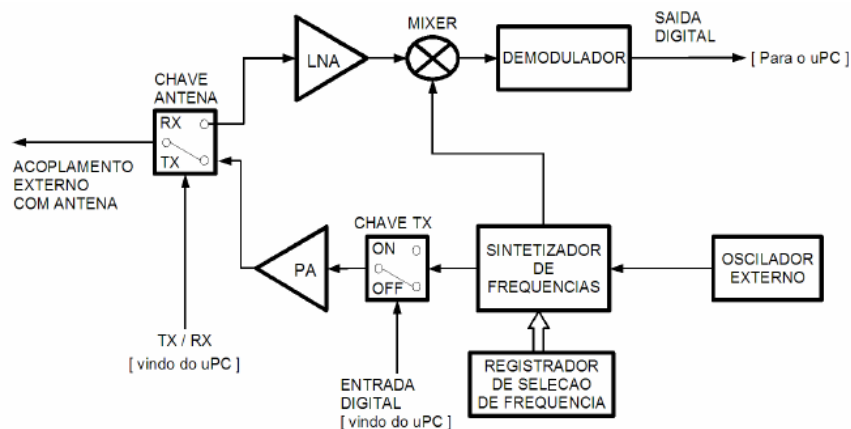 MIXER
SAIDA
DIGITAL
LNA
DEMODULADOR
[ Para o uPC ]
CHAVE
ANTENA
RX
TX
ACOPLAMENTO
EXTERNO
COM ANTENA
CHAVE TX
ON
OFF
PA
SINTETIZADOR
DE
FREQUENCIAS
OSCILADOR
EXTERNO
TX / RX
[ vindo do uPC ]
ENTRADA
DIGITAL
[ vindo do uPC ]
REGISTRADOR
DE SELECAO
DE FREQUENCIA